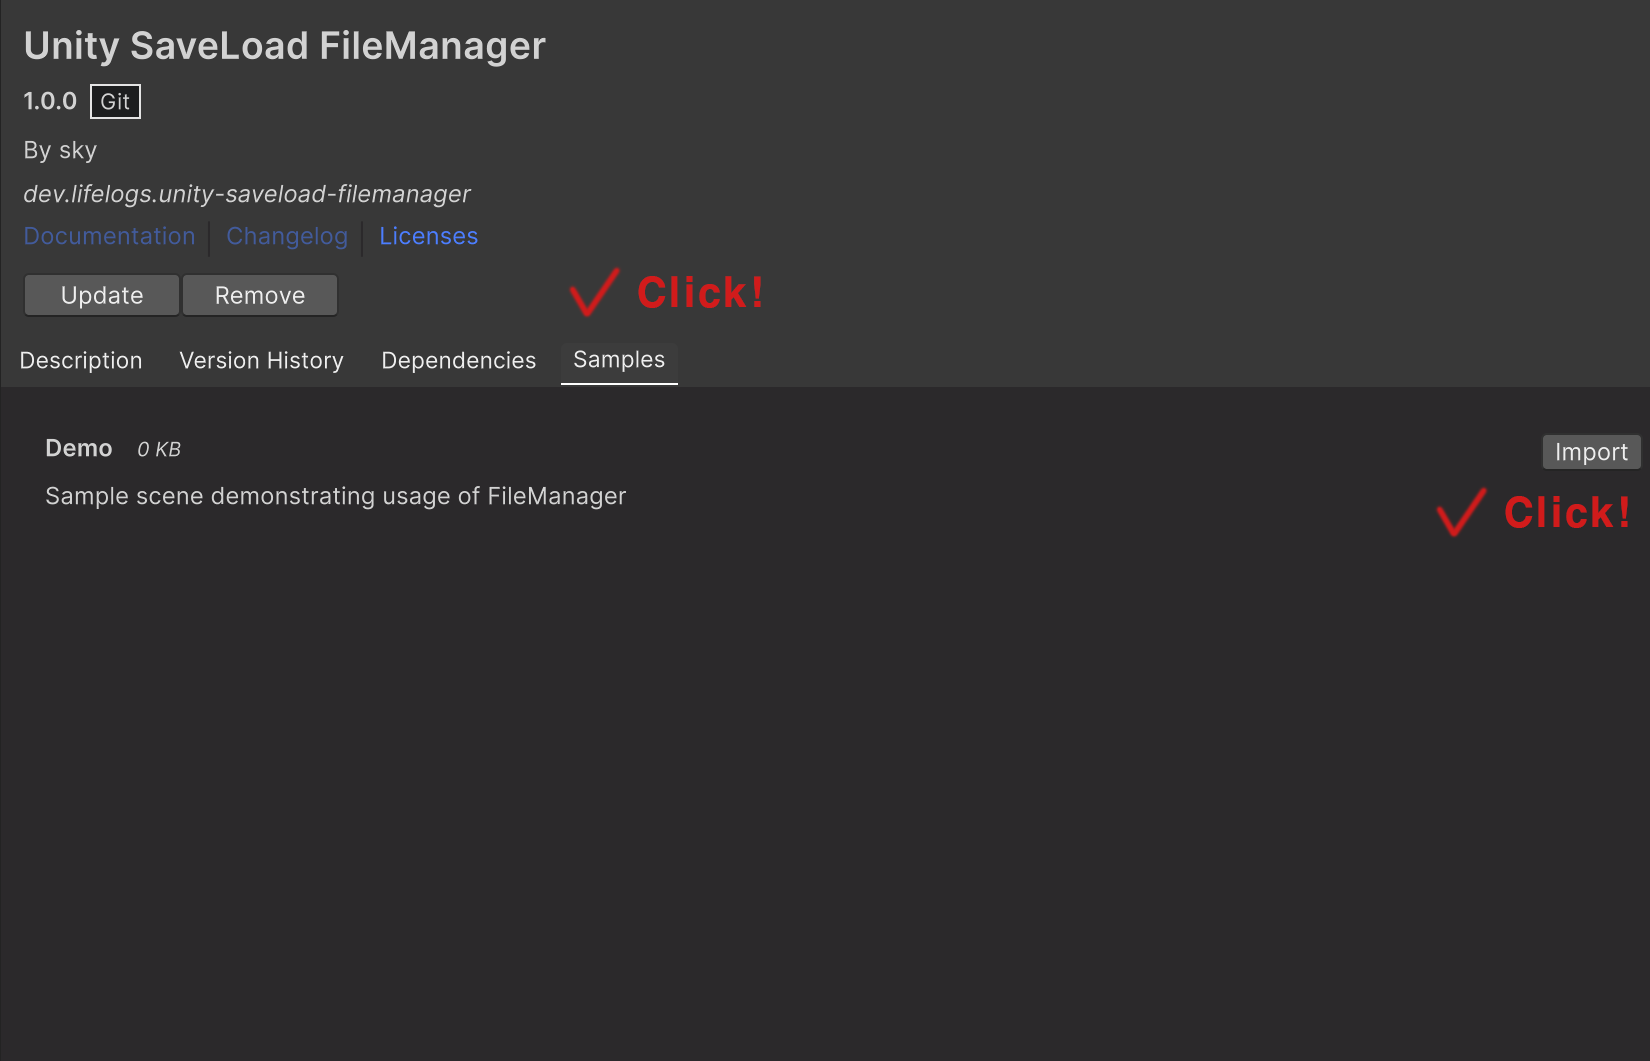 Unity SaveLoad FileManager
1.0.0 Git
By sky
dev.lifelogs.unity-saveload-filemanager
Documentation Changelog Licenses
Update Remove
Click!
Description Version History Dependencies Samples
Demo 0 KB
Import
Sample scene demonstrating usage of FileManager
Click!